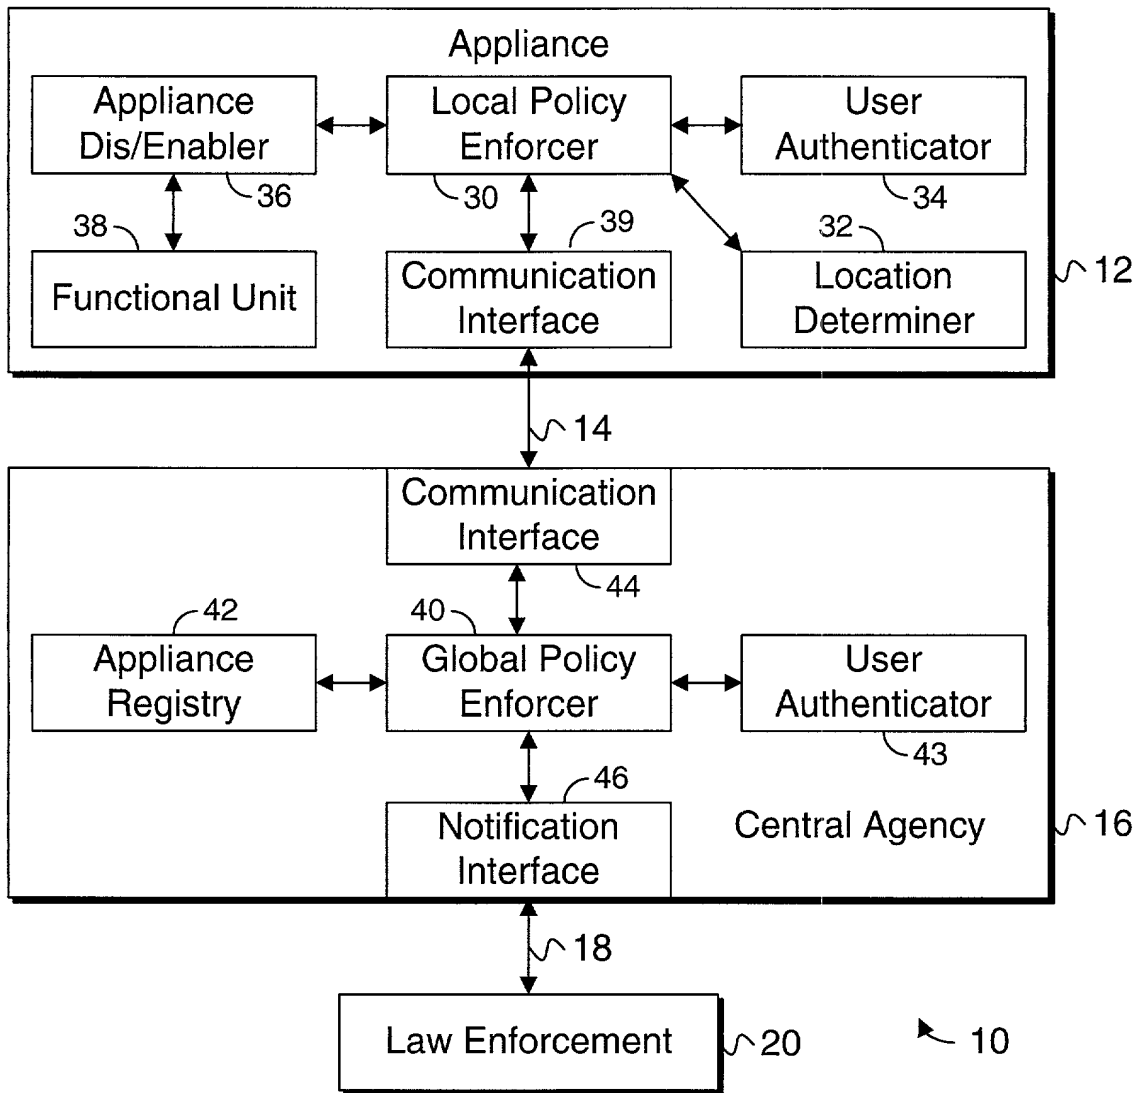 Appliance
Appliance
Dis/Enabler
Local Policy
Enforcer
User
Authenticator
36
30
34
38
39
32
Functional Unit
Communication
Interface
Location
Determiner
12
14
Communication
Interface
44
42
40
Appliance
Registry
Global Policy
Enforcer
User
Authenticator
43
46
Notification
Interface
Central Agency
16
18
Law Enforcement
20
10